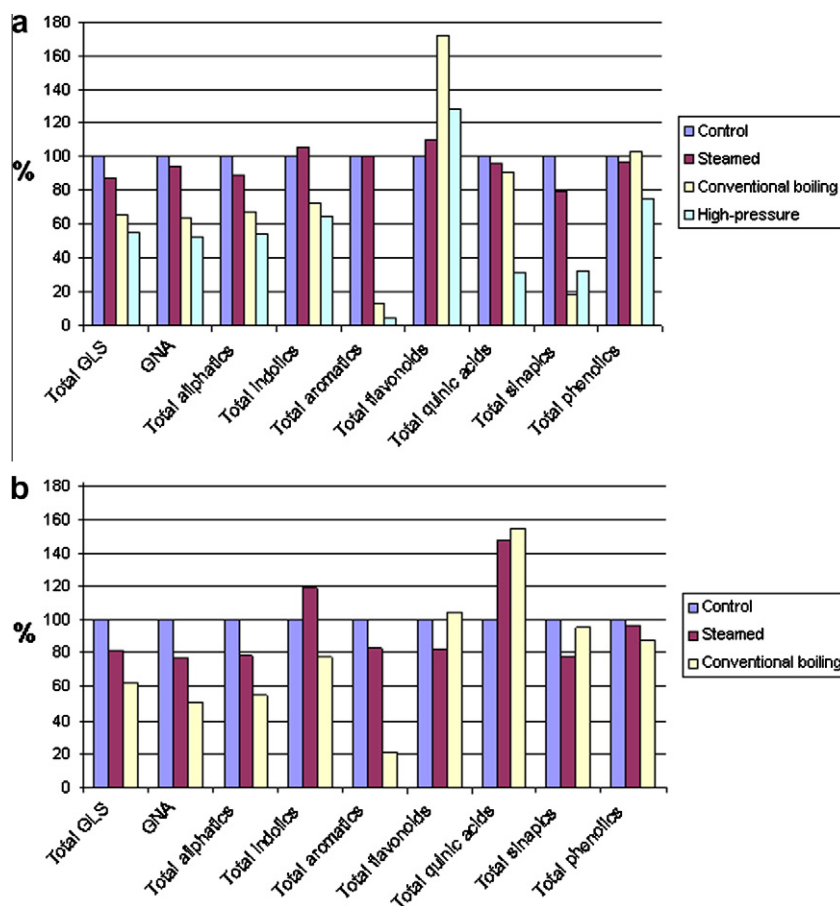 a
180
160
140
120
100
80
60
40
20
0
%
Total GLS
GNA
Total aliphatics
Total Indolics
Total aromatics
Total flavonoids
Total quinic acids
Total sinapics
Total phenolics
Control
Steamed
Conventional boiling
High-pressure
b
180
160
140
120
100
80
60
40
20
0
%
Total GLS
GNA
Total aliphatics
Total Indolics
Total aromatics
Total flavonoids
Total quinic acids
Total sinapics
Total phenolics
Control
Steamed
Conventional boiling